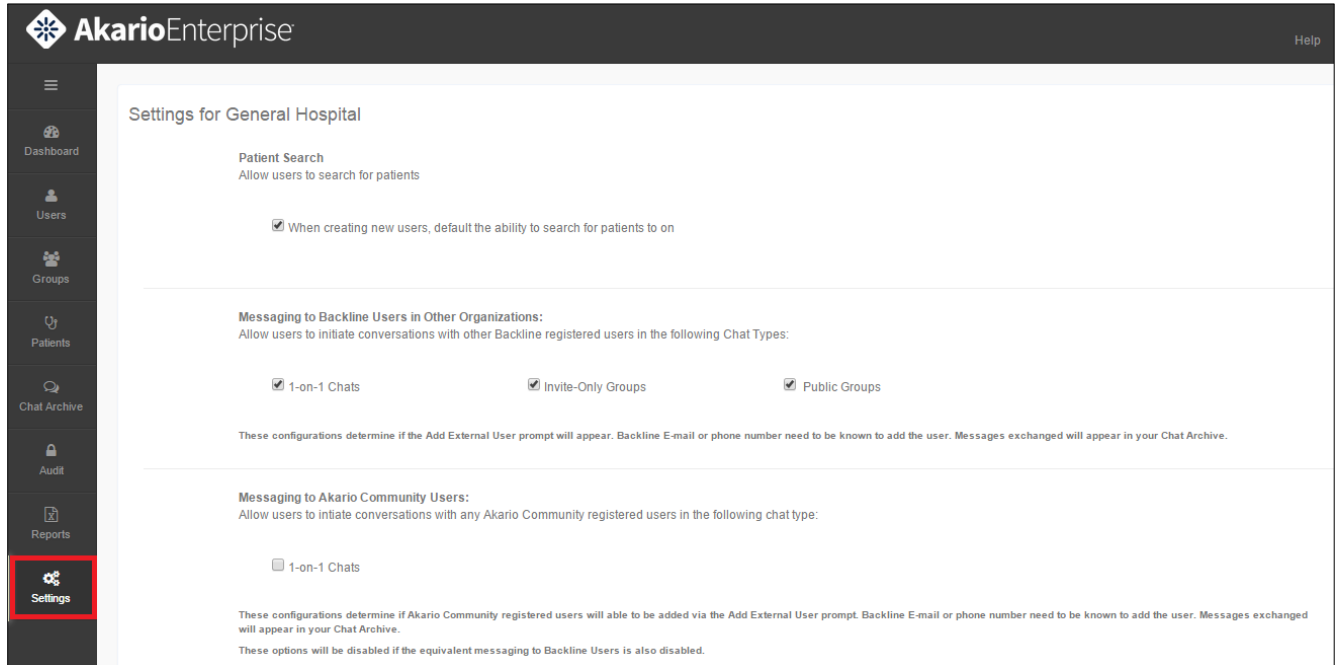 AkarioEnterprise
Help
Dashboard
Users
Groups
Patients
Chat Archive
Audit
Reports
Settings
Settings for General Hospital
Patient Search
Allow users to search for patients
When creating new users, default the ability to search for patients to on
Messaging to Backline Users in Other Organizations:
Allow users to initiate conversations with other Backline registered users in the following Chat Types:
1-on-1 Chats Invite-Only Groups Public Groups
These configurations determine if the Add External User prompt will appear. Backline E-mail or phone number need to be known to add the user. Messages exchanged will appear in your Chat Archive.
Messaging to Akario Community Users:
Allow users to intiate conversations with any Akario Community registered users in the following chat type:
1-on-1 Chats
These configurations determine if Akario Community registered users will able to be added via the Add External User prompt. Backline E-mail or phone number need to be known to add the user. Messages exchanged
will appear in your Chat Archive.
These options will be disabled if the equivalent messaging to Backline Users is also disabled.